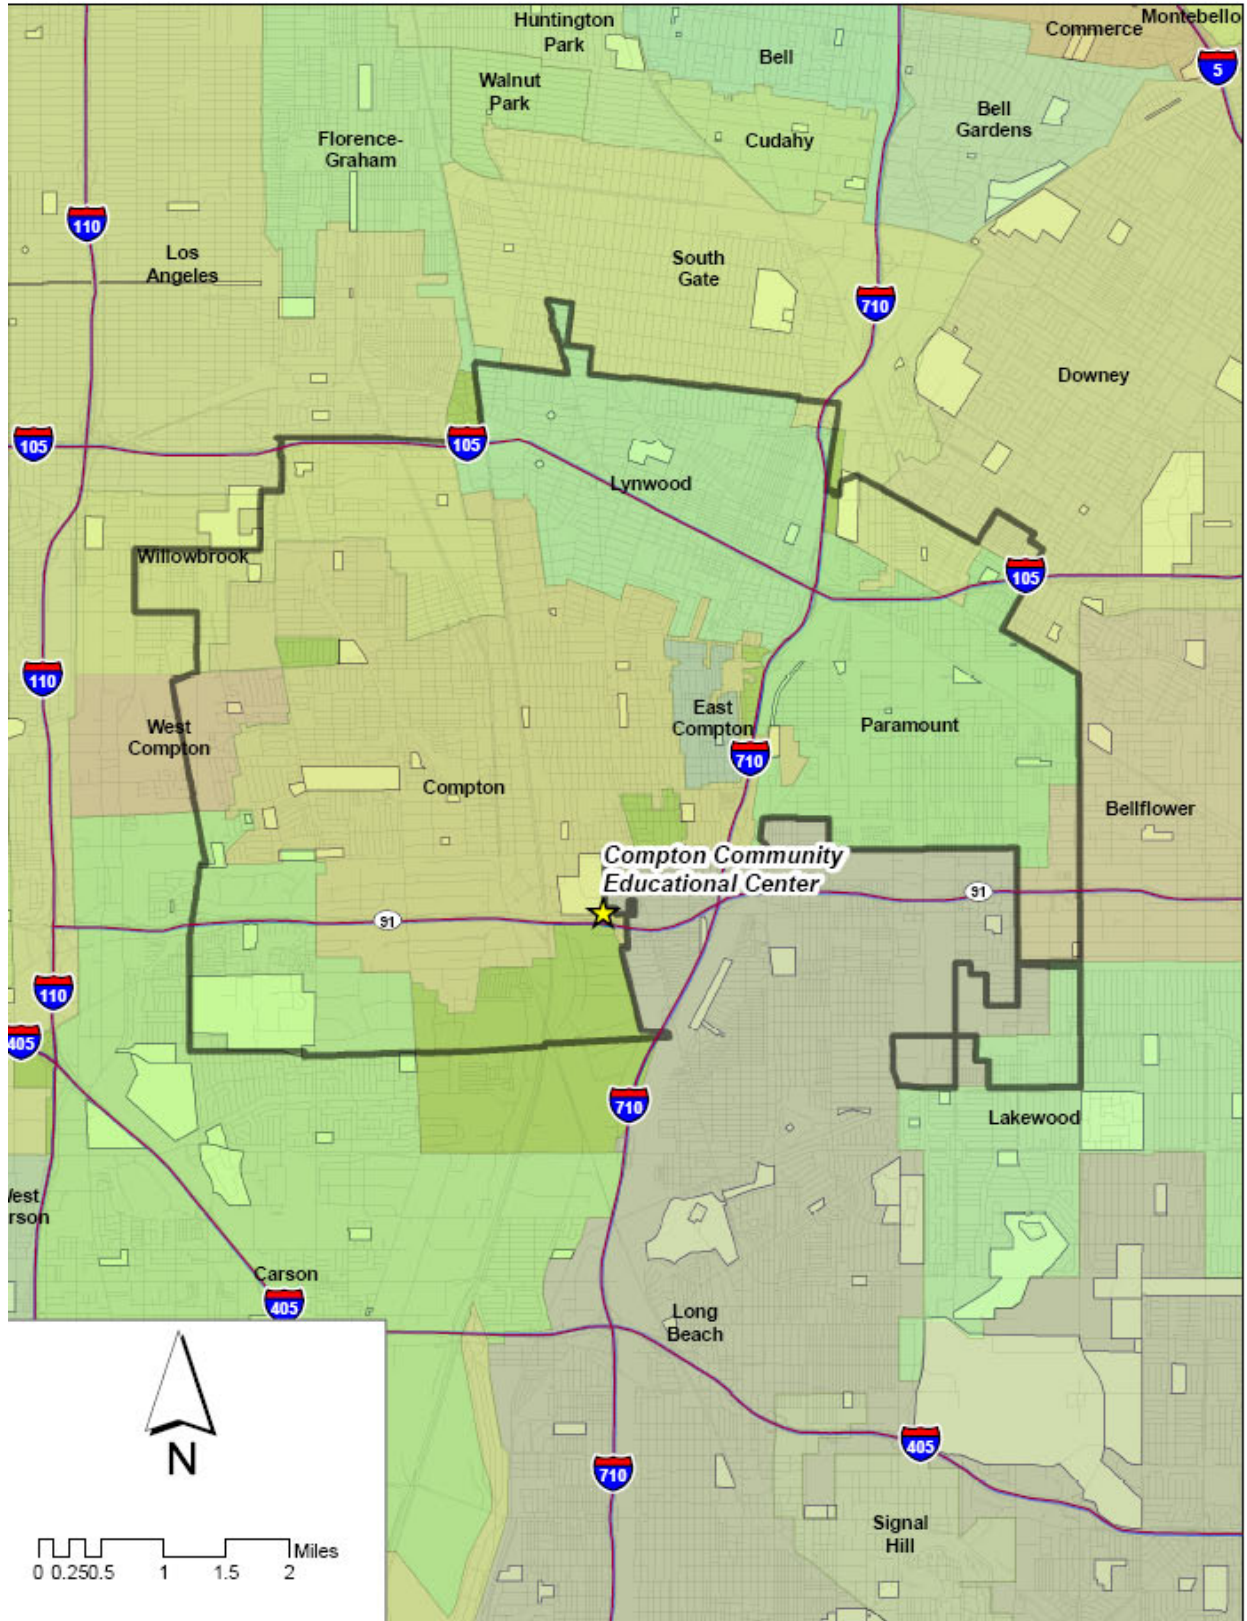 Huntington
Park
Commerce
Montebello
5
Bell
Walnut
Park
Bell
Gardens
Florence-
Graham
Cudahy
110
Los
Angeles
South
Gate
710
Downey
105
105
Lynwood
Willowbrook
105
110
West
Compton
East
Compton
Paramount
710
Compton
Bellflower
Compton Community
Educational Center
91
91
110
405
710
Lakewood
West
rson
Carson
405
Long
Beach
N
405
710
Signal
Hill
Miles
0 0.250.5 1 1.5 2